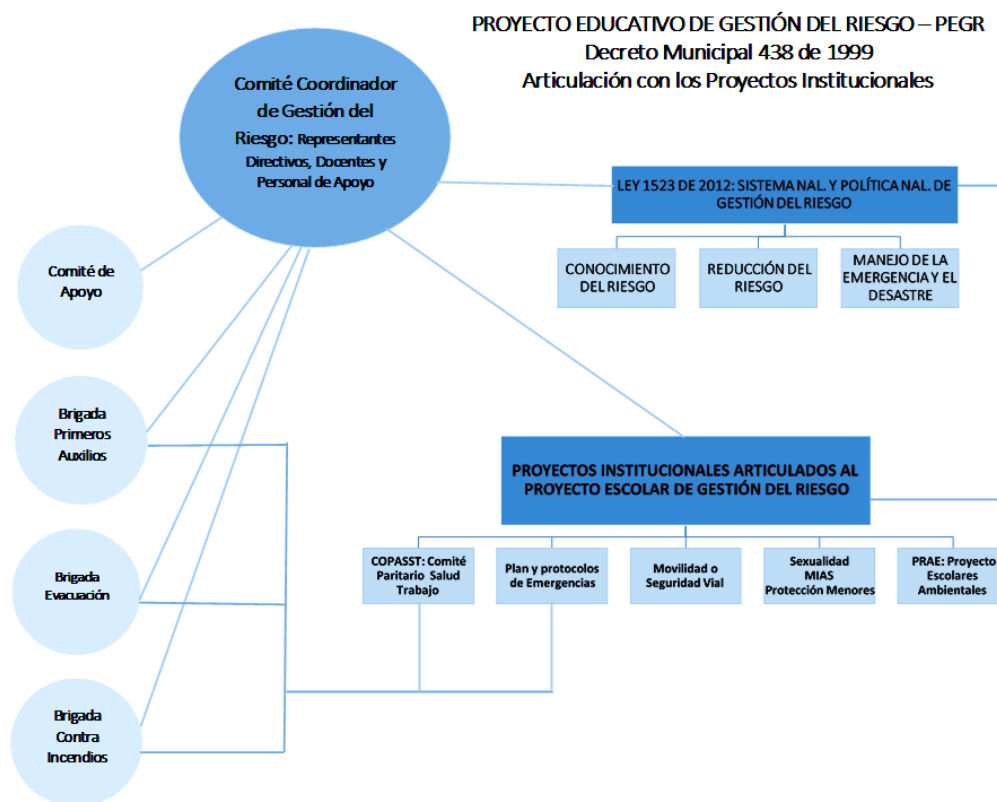 PROYECTO EDUCATIVO DE GESTIÓN DEL RIESGO – PEGR
Decreto Municipal 438 de 1999
Articulación con los Proyectos Institucionales
Comité Coordinador
de Gestión del
Riesgo: Representantes
Directivos, Docentes y
Personal de Apoyo
LEY 1523 DE 2012: SISTEMA NAL. Y POLÍTICA NAL. DE
GESTIÓN DEL RIESGO
CONOCIMIENTO
DEL RIESGO
REDUCCIÓN DEL
RIESGO
MANEJO DE LA
EMERGENCIA Y EL
DESASTRE
Comité de
Apoyo
Brigada
Primeros
Auxilios
Brigada
Evacuación
Brigada
Contra
Incendios
PROYECTOS INSTITUCIONALES ARTICULADOS AL
PROYECTO ESCOLAR DE GESTIÓN DEL RIESGO
COPASST: Comité
Paritario Salud
Trabajo
Plan y protocolos
de Emergencias
Movilidad o
Seguridad Vial
Sexualidad
MIAS
Protección Menores
PRAE: Proyecto
Escolares
Ambientales